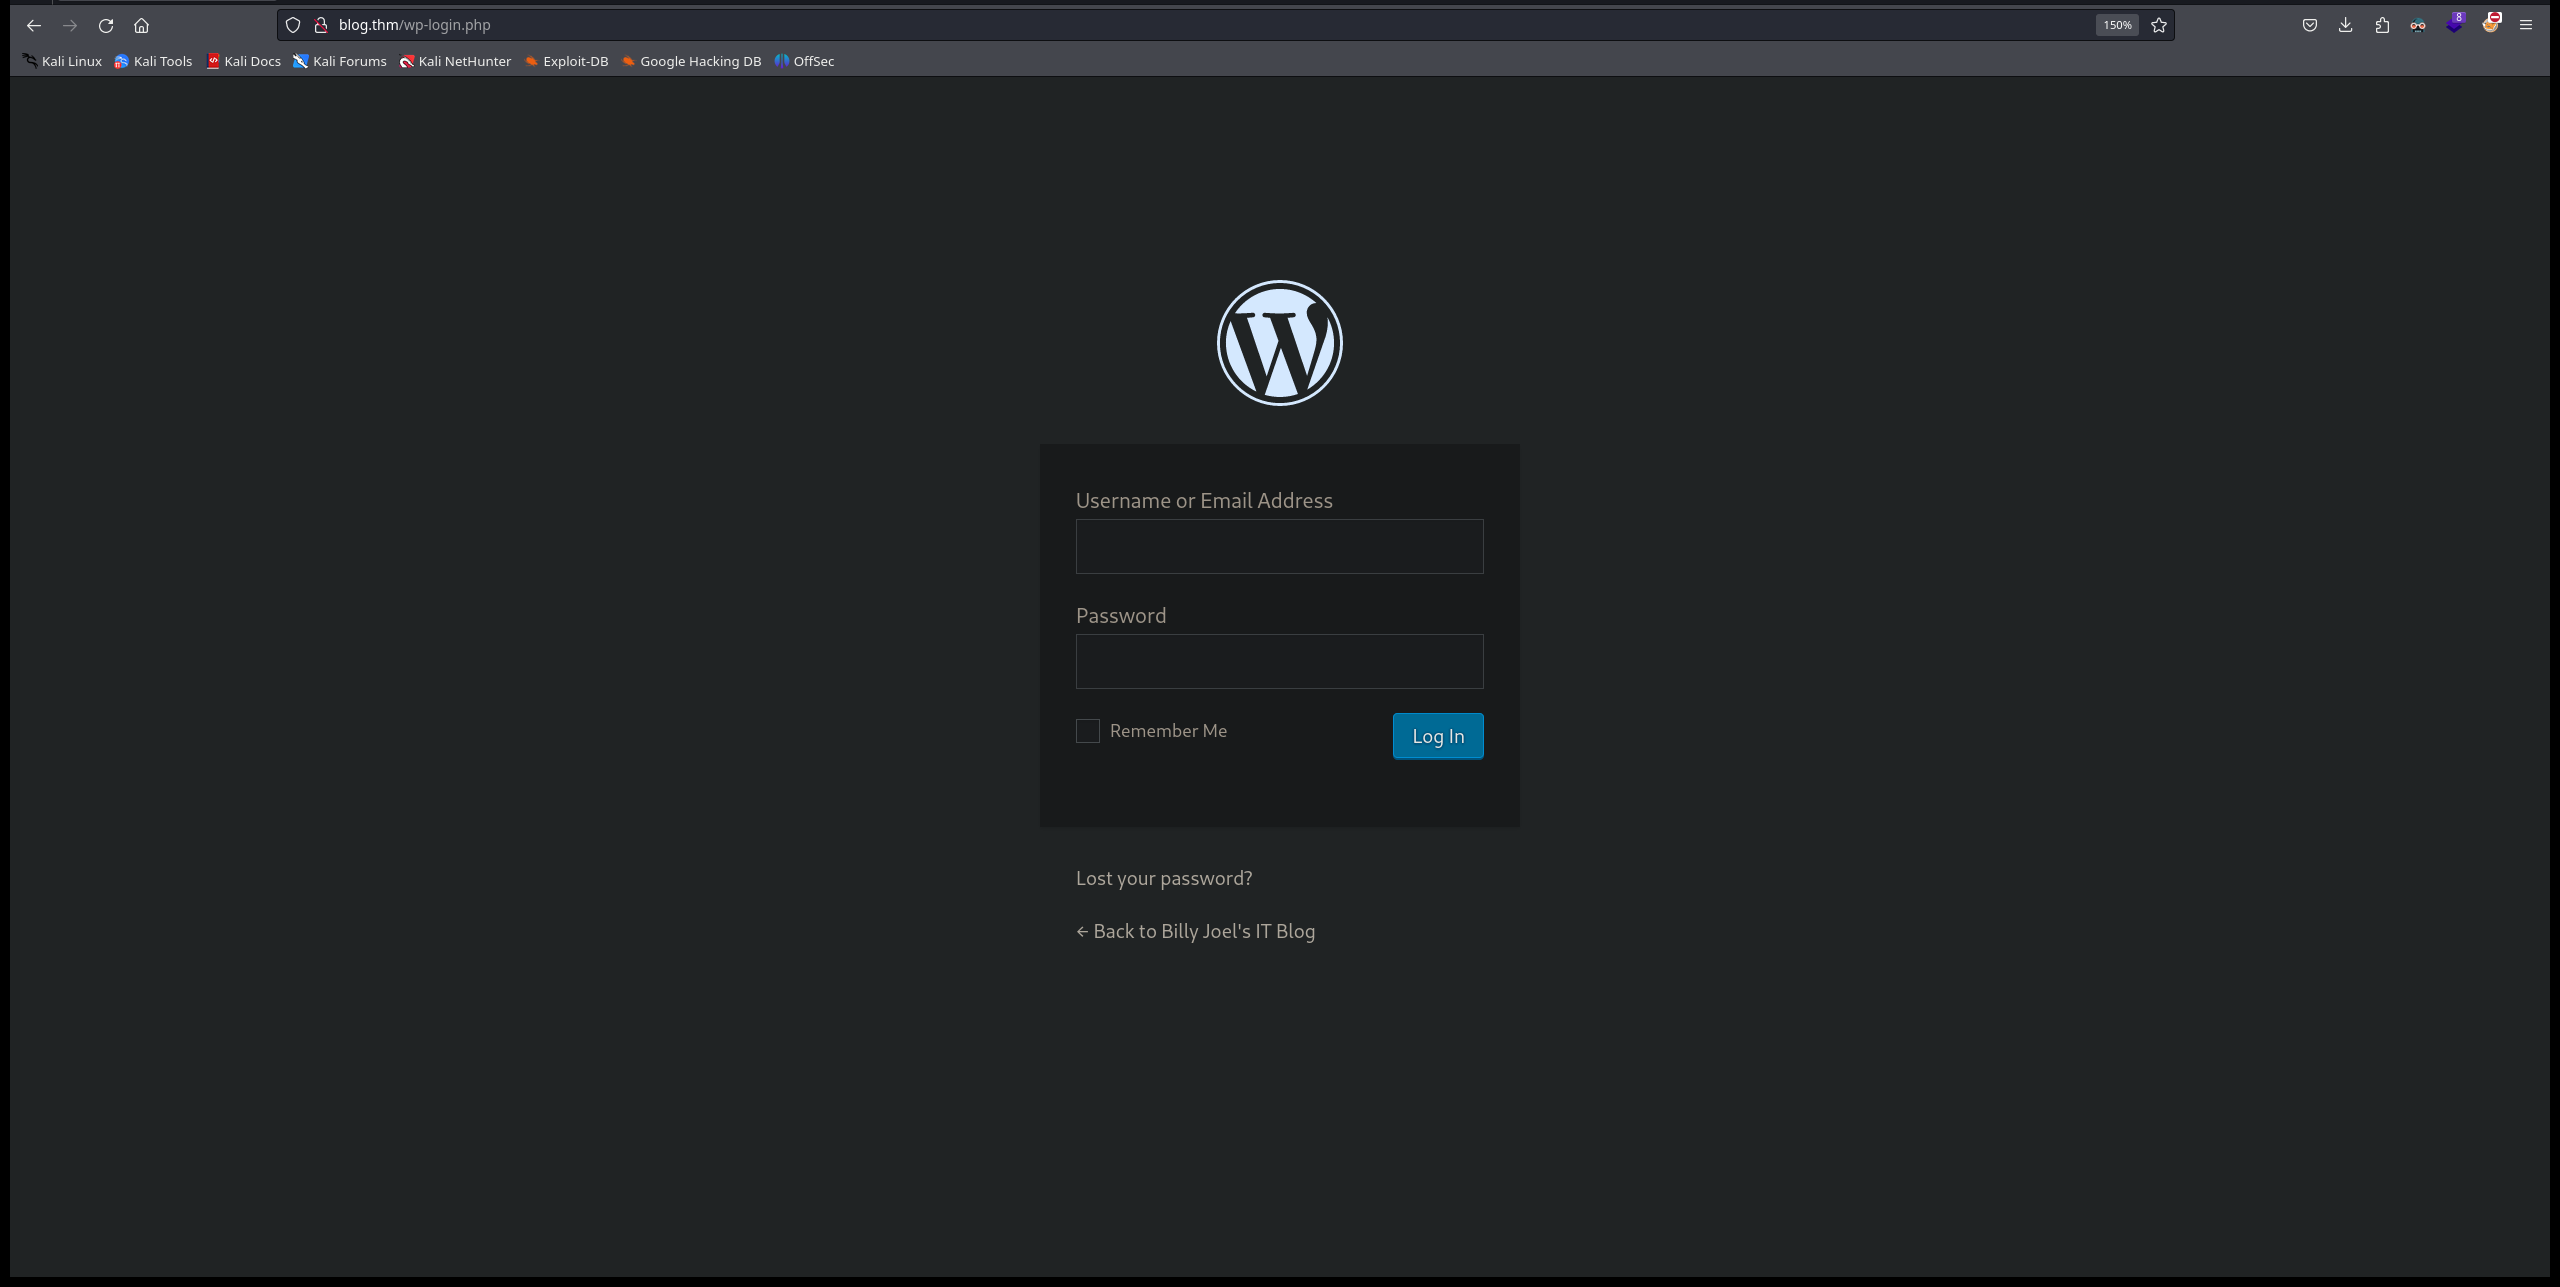 blog.thm/wp-login.php
150%
8
Kali Linux Kali Tools Kali Docs Kali Forums Kali NetHunter Exploit-DB Google Hacking DB OffSec
Username or Email Address
Password
Remember Me
Log In
Lost your password?
← Back to Billy Joel's IT Blog